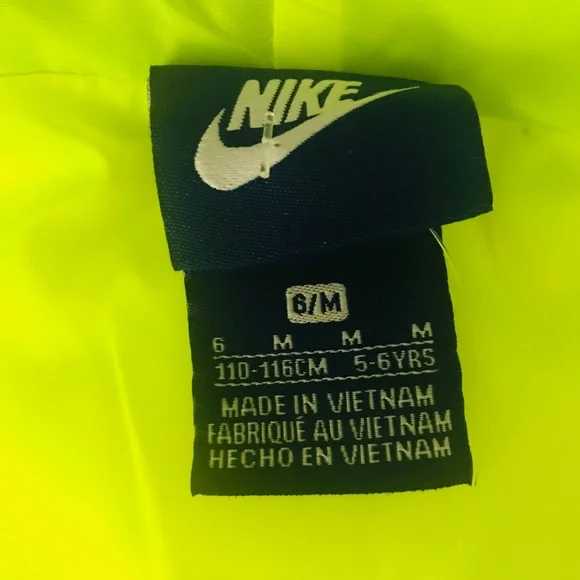 NIKE
6/M
6 M M M
110-116CM 5-6YRS
MADE IN VIETNAM
FABRIQUÉ AU VIETNAM
HECHO EN VIETNAM